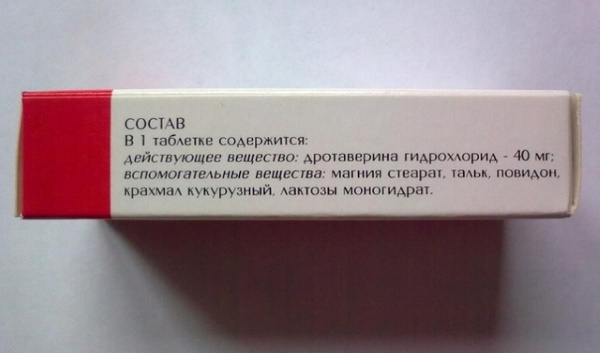 СОСТАВ
В 1 таблетке содержится:
действующее вещество: дротаверина гидрохлорид - 40 мг;
вспомогательные вещества: магния стеарат, тальк, повидон,
крахмал кукурузный, лактозы моногидрат.